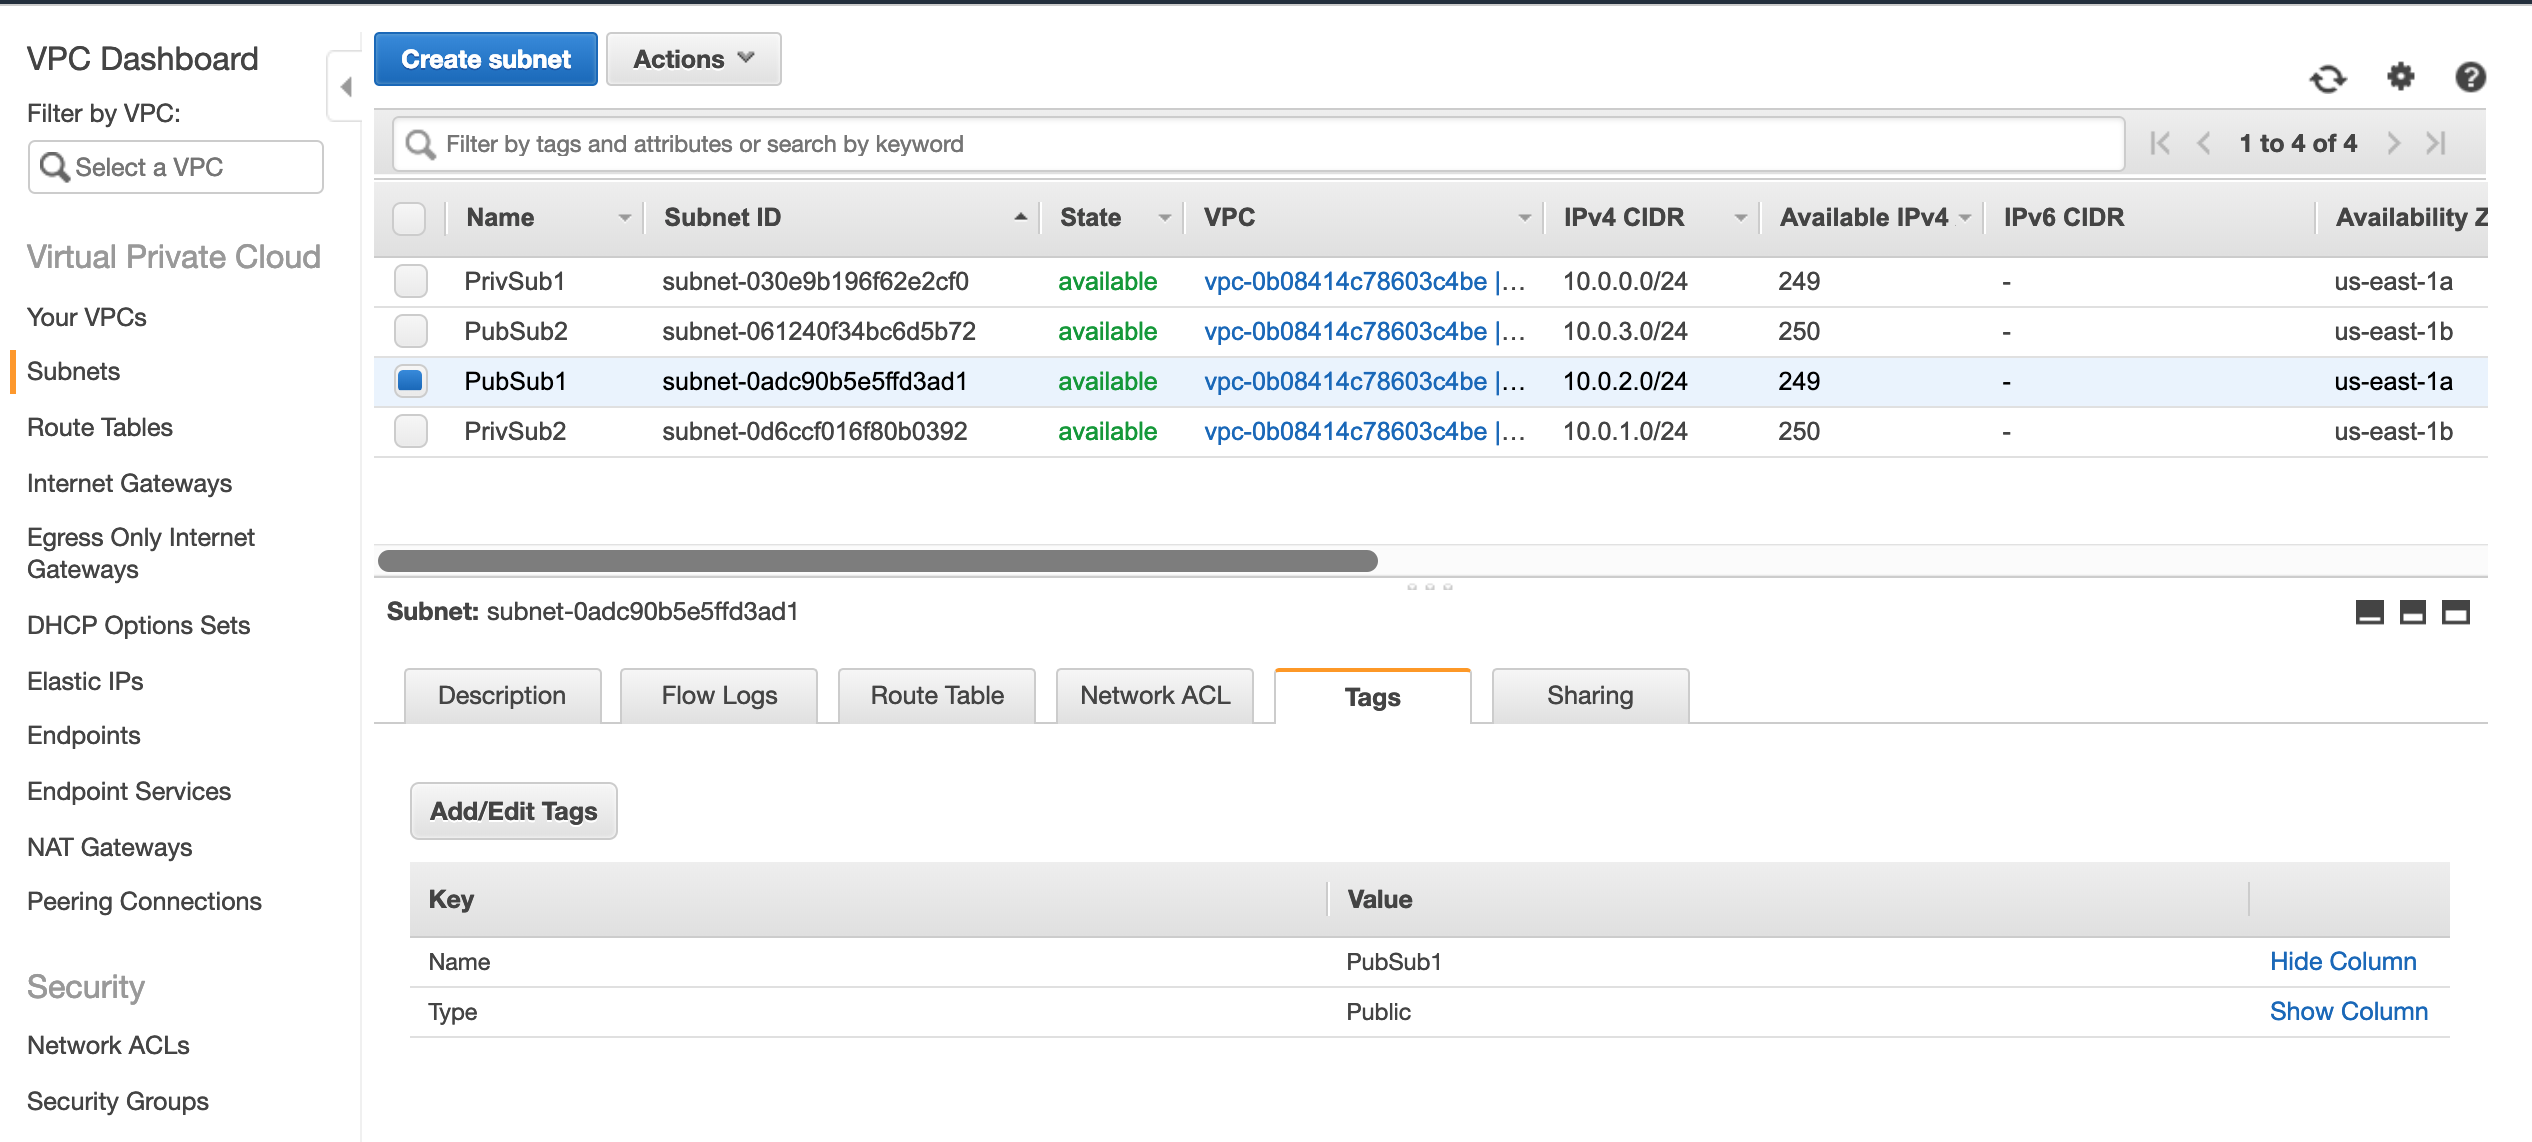 VPC Dashboard
Filter by VPC:
Select a VPC
Virtual Private Cloud
Your VPCs
Subnets
Route Tables
Internet Gateways
Egress Only Internet
Gateways
DHCP Options Sets
Elastic IPs
Endpoints
Endpoint Services
NAT Gateways
Peering Connections
Security
Network ACLs
Security Groups
Create subnet Actions
Filter by tags and attributes or search by keyword 1 to 4 of 4
Name Subnet ID State VPC IPv4 CIDR Available IPv4 IPv6 CIDR Availability Z
PrivSub1 subnet-030e9b196f62e2cf0 available vpc-0b08414c78603c4be |... 10.0.0.0/24 249 - us-east-1a
PubSub2 subnet-061240f34bc6d5b72 available vpc-0b08414c78603c4be |... 10.0.3.0/24 250 - us-east-1b
PubSub1 subnet-0adc90b5e5ffd3ad1 available vpc-0b08414c78603c4be |... 10.0.2.0/24 249 - us-east-1a
PrivSub2 subnet-0d6ccf016f80b0392 available vpc-0b08414c78603c4be |... 10.0.1.0/24 250 - us-east-1b
Subnet: subnet-0adc90b5e5ffd3ad1
Description Flow Logs Route Table Network ACL Tags Sharing
Add/Edit Tags
Key Value
Name PubSub1 Hide Column
Type Public Show Column